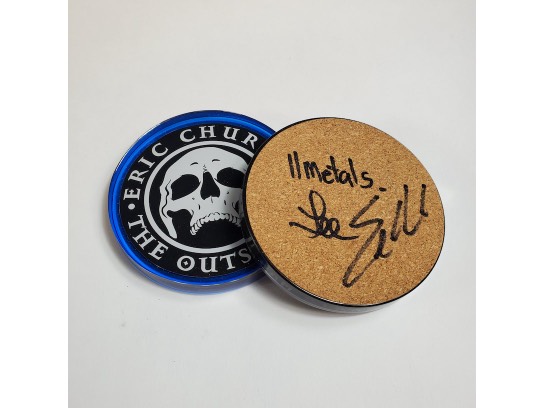 • ERIC CHUR
THE OUTS
11metals.